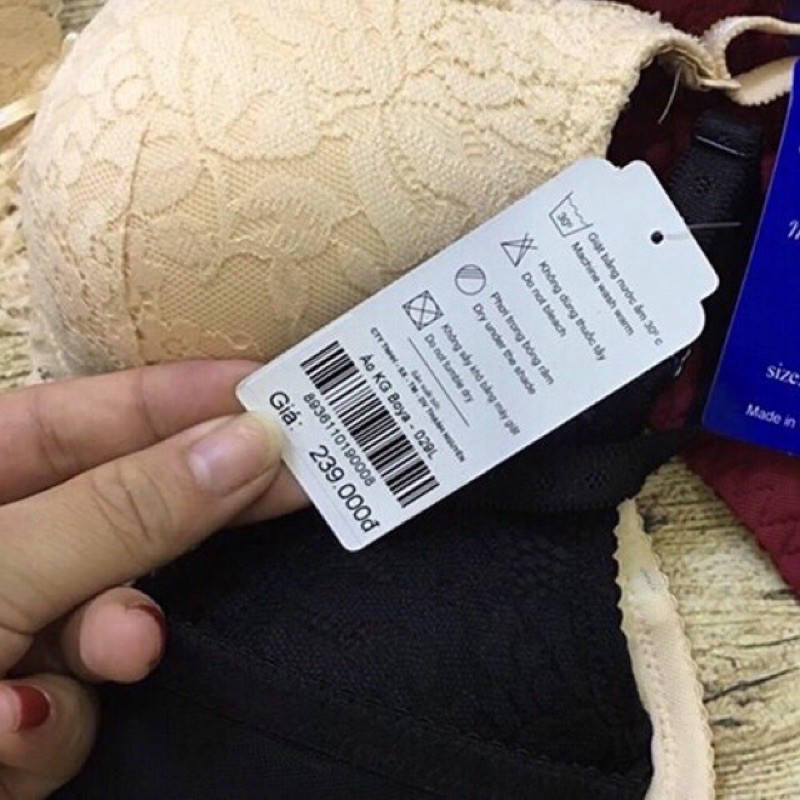 30°
Giặt bằng nước ấm 30° c
Machine wash warm
Không dùng thuốc tẩy
Do not bleach
Phơi trong bóng râm
Dry under the shade
Không sấy khô bằng máy giặt
Do not tumble dry
Áo KG Boya - 029L
8936110190008
Giá: 239.000đ
size:
Made in